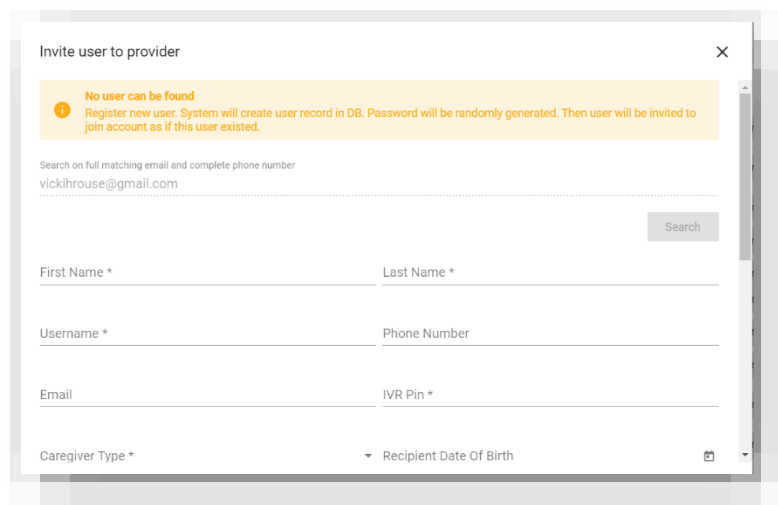 Invite user to provider
No user can be found
Register new user. System will create user record in DB. Password will be randomly generated. Then user will be invited to
join account as if this user existed.
Search on full matching email and complete phone number
vickihrouse@gmail.com
Search
First Name *
Last Name *
Username *
Phone Number
Email
IVR Pin *
Caregiver Type *
Recipient Date Of Birth